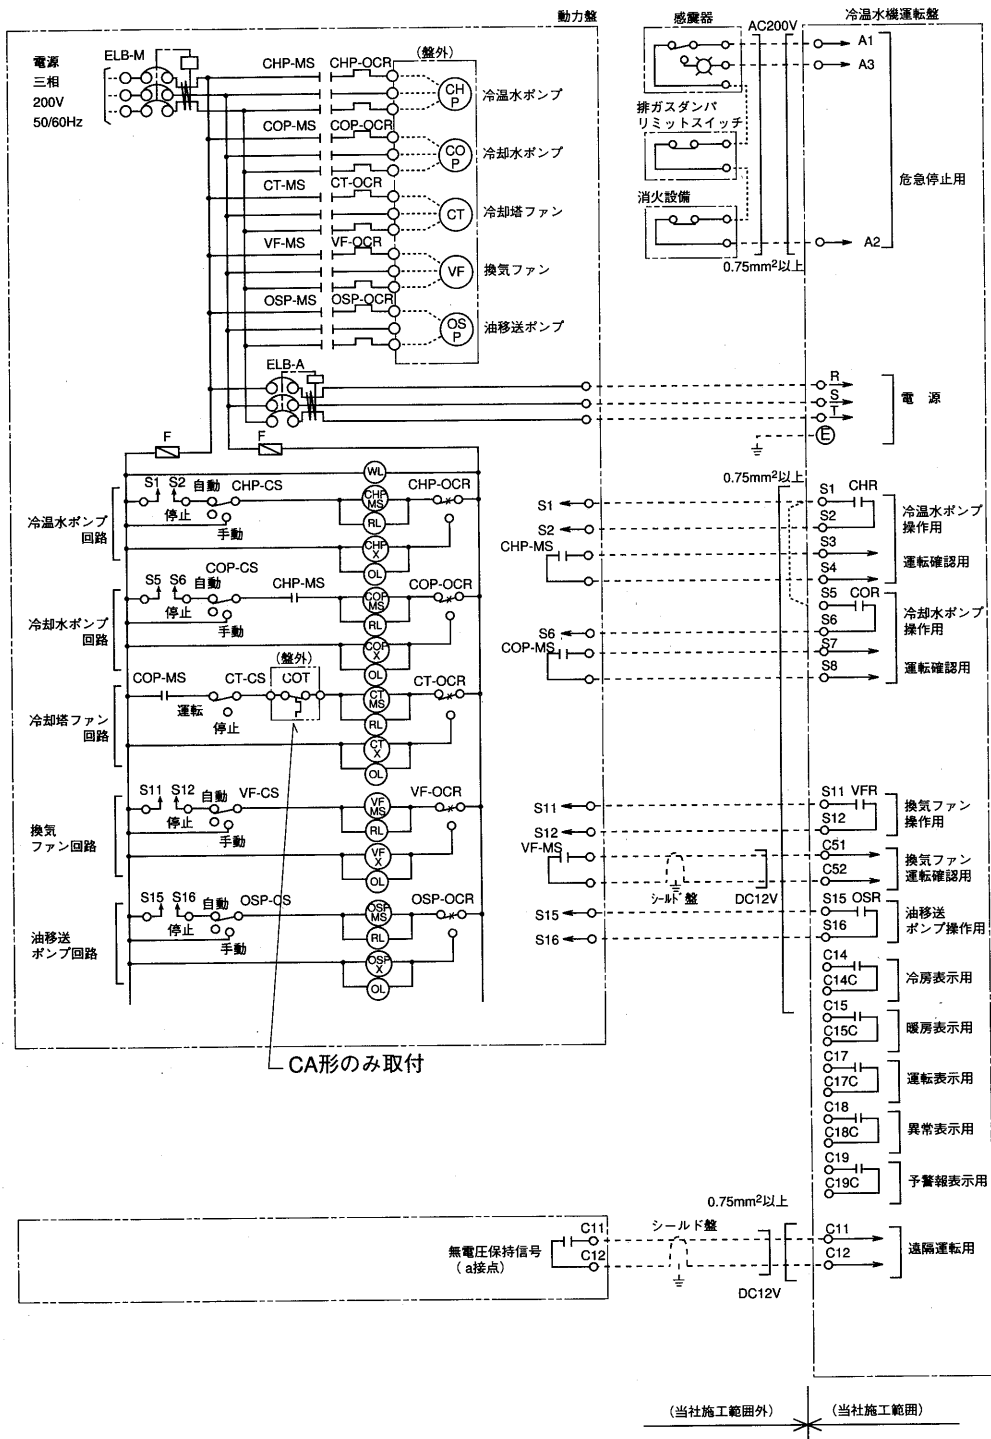 動力盤
感震器
AC200V
冷温水機運転盤
電源
三相
200V
50/60Hz
ELB-M
(盤外)
CHP-MS CHP-OCR
CH
P
冷温水ポンプ
COP-MS COP-OCR
CO
P
冷却水ポンプ
CT-MS CT-OCR
CT
冷却塔ファン
VF-MS VF-OCR
VF
換気ファン
OSP-MS OSP-OCR
OS
P
油移送ポンプ
A1
A3
排ガスダンパ
リミットスイッチ
消火設備
A2
危急停止用
0.75mm²以上
ELB-A
R
S
T
E
電 源
F
F
WL
冷温水ポンプ
回路
S1 S2 自動 CHP-CS
停止
手動
CHP
MS
RL
CHP
X
OL
CHP-OCR
冷却水ポンプ
回路
S5 S6 自動
COP-CS
停止
手動
CHP-MS
COP
MS
RL
COP
X
OL
COP-OCR
冷却塔ファン
回路
COP-MS
CT-CS
運転
停止
(盤外)
COT
CT
MS
RL
CT
X
OL
CT-OCR
換気
ファン回路
S11 S12 自動 VF-CS
停止
手動
VF
MS
RL
VF
X
OL
VF-OCR
油移送
ポンプ回路
S15 S16 自動 OSP-CS
停止
手動
OSP
MS
RL
OSP
X
OL
OSP-OCR
CA形のみ取付
0.75mm²以上
S1
S2
CHP-MS
S1 CHR
S2
冷温水ポンプ
操作用
S3
S4
運転確認用
S6
COP-MS
S5 COR
S6
冷却水ポンプ
操作用
S7
S8
運転確認用
S11
S12
VF-MS
S11 VFR
S12
換気ファン
操作用
C51
C52
換気ファン
運転確認用
シールド盤
DC12V
S15
S16
S15 OSR
S16
油移送
ポンプ操作用
C14
C14C
冷房表示用
C15
C15C
暖房表示用
C17
C17C
運転表示用
C18
C18C
異常表示用
C19
C19C
予警報表示用
0.75mm²以上
無電圧保持信号
(a接点)
C11
C12
シールド盤
DC12V
C11
C12
遠隔運転用
(当社施工範囲外)
(当社施工範囲)